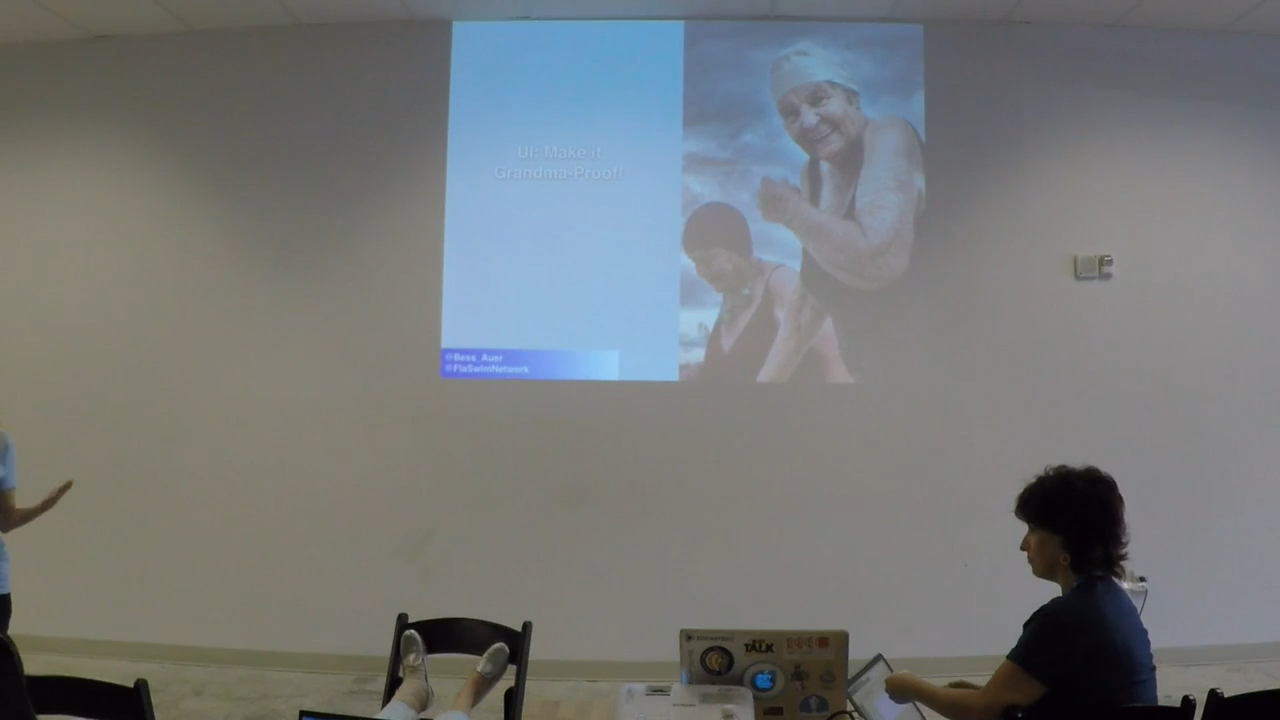 UI: Make it
Grandma-Proof!
@Bess_Auer
@FlaSwimNetwork
TALK